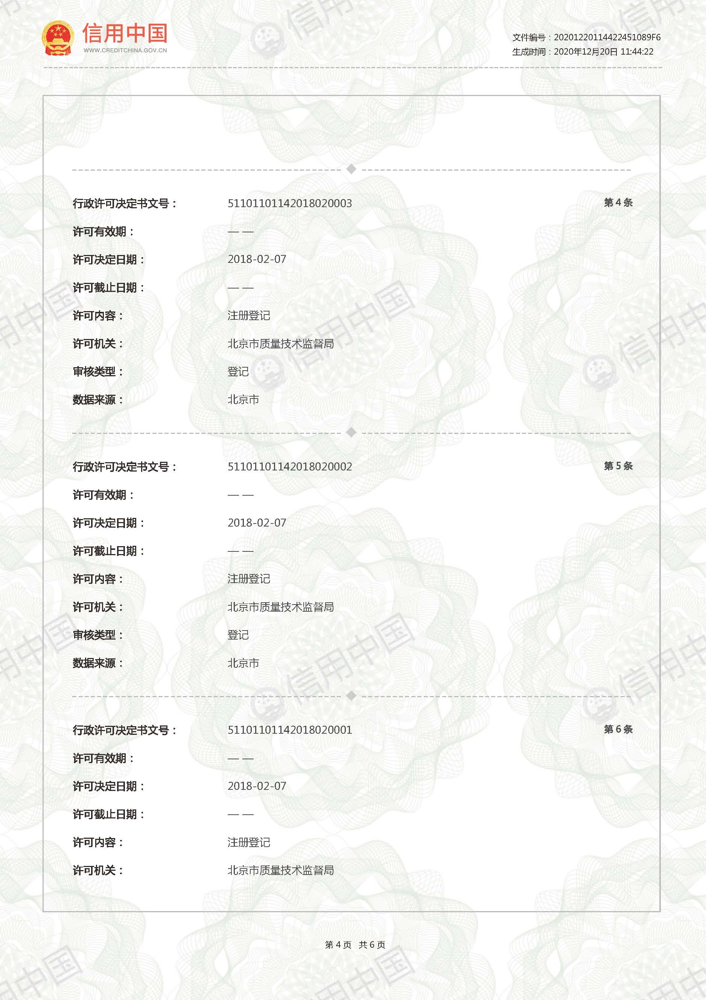 信用中国
WWW.CREDITCHINA.GOV.CN
文件编号：20201220114422451089F6
生成时间：2020年12月20日 11:44:22
行政许可决定书文号： 51101101142018020003 第 4 条
许可有效期： — —
许可决定日期： 2018-02-07
许可截止日期： — —
许可内容： 注册登记
许可机关： 北京市质量技术监督局
审核类型： 登记
数据来源： 北京市
行政许可决定书文号： 51101101142018020002 第 5 条
许可有效期： — —
许可决定日期： 2018-02-07
许可截止日期： — —
许可内容： 注册登记
许可机关： 北京市质量技术监督局
审核类型： 登记
数据来源： 北京市
行政许可决定书文号： 51101101142018020001 第 6 条
许可有效期： — —
许可决定日期： 2018-02-07
许可截止日期： — —
许可内容： 注册登记
许可机关： 北京市质量技术监督局
第 4 页 共 6 页